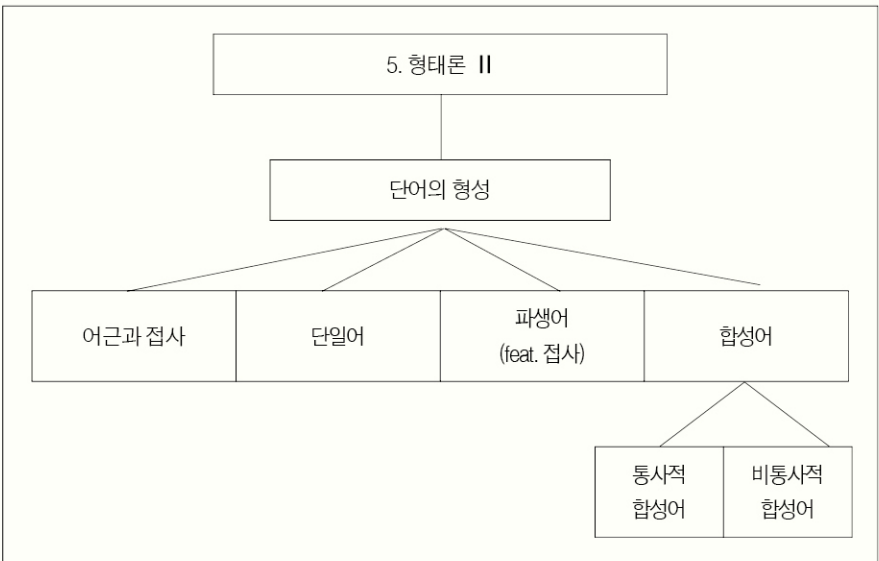 5. 형태론 Ⅱ
단어의 형성
어근과 접사
단일어
파생어
(feat. 접사)
합성어
통사적
합성어
비통사적
합성어